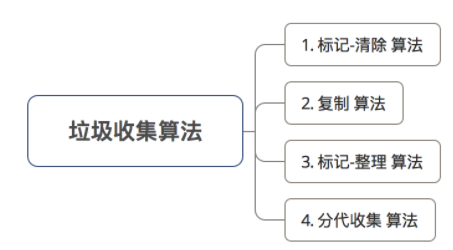 垃圾收集算法
1. 标记-清除 算法
2. 复制 算法
3. 标记-整理 算法
4. 分代收集 算法